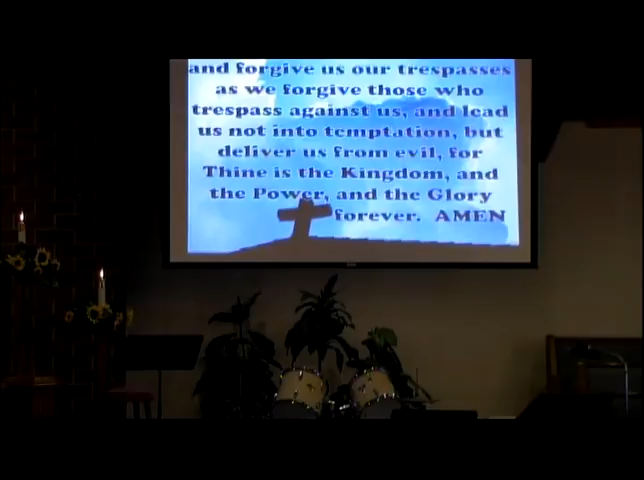 and forgive us our trespasses
as we forgive those who
trespass against us, and lead
us not into temptation, but
deliver us from evil, for
Thine is the Kingdom, and
the Power, and the Glory
forever. AMEN